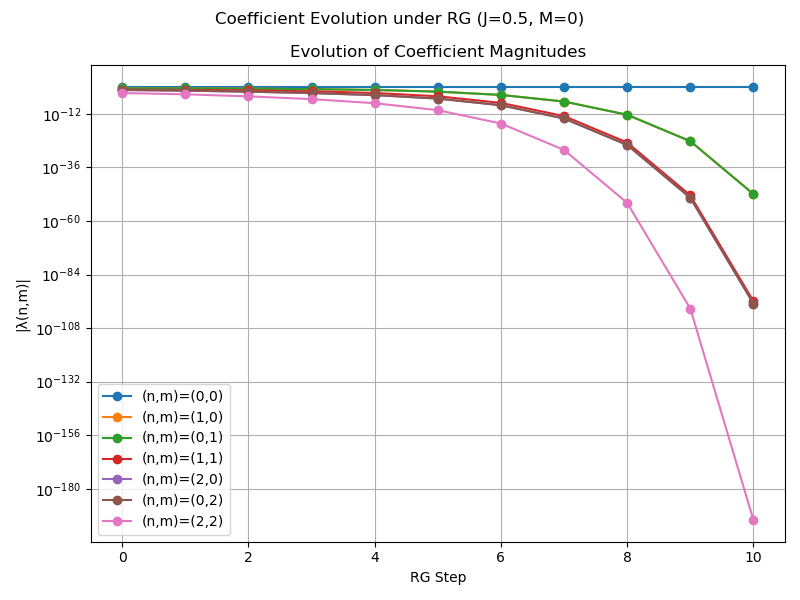 Coefficient Evolution under RG (J=0.5, M=0)
Evolution of Coefficient Magnitudes
|λ(n,m)|
10⁻¹²
10⁻³⁶
10⁻⁶⁰
10⁻⁸⁴
10⁻¹⁰⁸
10⁻¹³²
10⁻¹⁵⁶
10⁻¹⁸⁰
(n,m)=(0,0)
(n,m)=(1,0)
(n,m)=(0,1)
(n,m)=(1,1)
(n,m)=(2,0)
(n,m)=(0,2)
(n,m)=(2,2)
0 2 4 6 8 10
RG Step